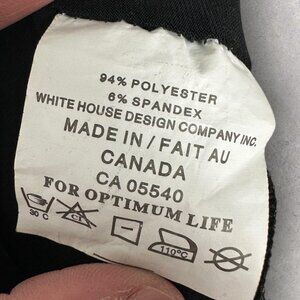 94% POLYESTER
6% SPANDEX
WHITE HOUSE DESIGN COMPANY INC.
MADE IN / FAIT AU
CANADA
CA 05540
FOR OPTIMUM LIFE
30 C
110°C